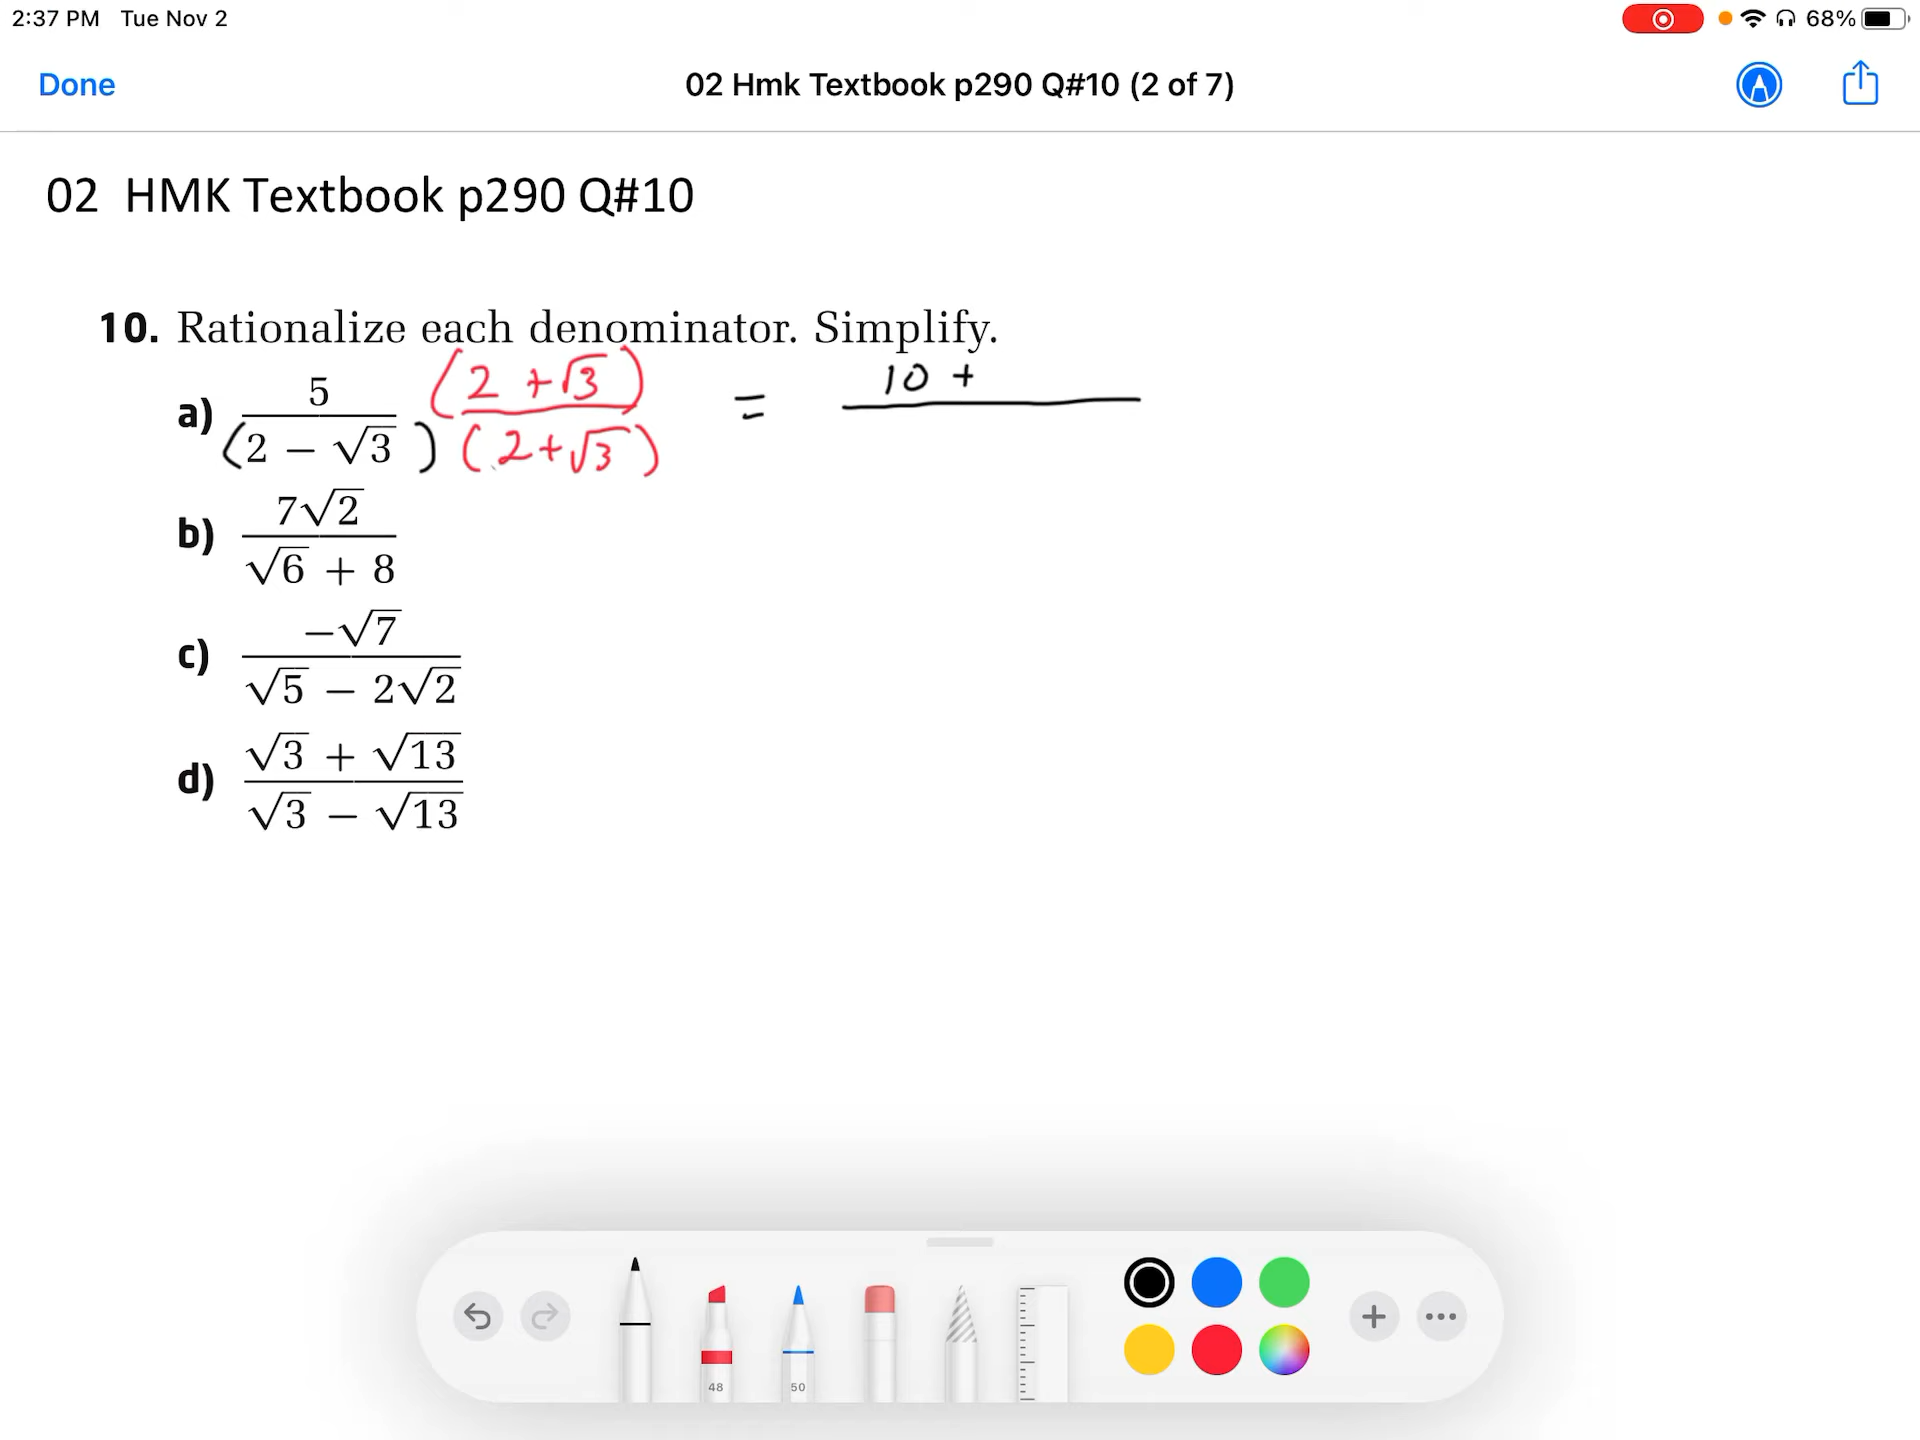 2:37 PM Tue Nov 2 68%
Done 02 Hmk Textbook p290 Q#10 (2 of 7)
02 HMK Textbook p290 Q#10
10. Rationalize each denominator. Simplify.
a) 5 / (2 − √3) (2 + √3) / (2 + √3) = 10 +
b) 7√2 / √6 + 8
c) −√7 / √5 − 2√2
d) √3 + √13 / √3 − √13
48 50